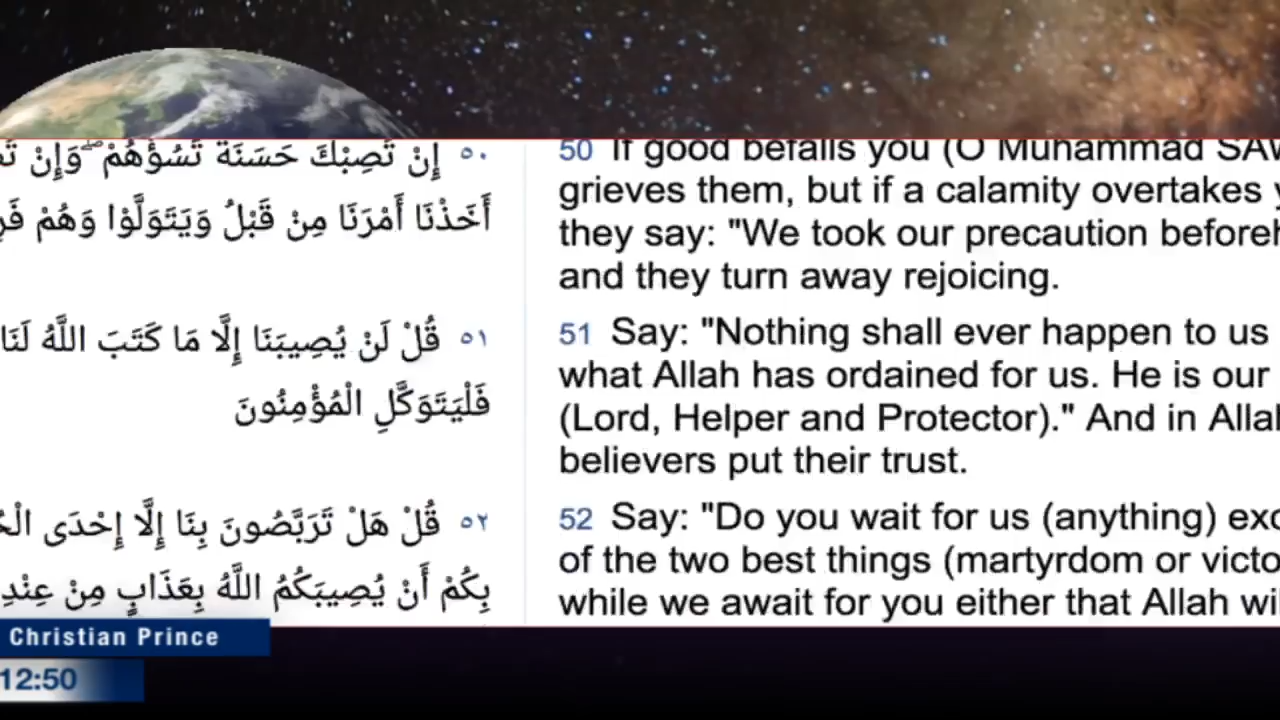 ٥٠ إِنْ تُصِبْكَ حَسَنَةٌ تَسُؤْهُمْ ۖ وَإِنْ
أَخَذْنَا أَمْرَنَا مِنْ قَبْلُ وَيَتَوَلَّوْا وَهُمْ
٥١ قُلْ لَنْ يُصِيبَنَا إِلَّا مَا كَتَبَ اللَّهُ لَنَا
فَلْيَتَوَكَّلِ الْمُؤْمِنُونَ
٥٢ قُلْ هَلْ تَرَبَّصُونَ بِنَا إِلَّا إِحْدَى
بِكُمْ أَنْ يُصِيبَكُمُ اللَّهُ بِعَذَابٍ مِنْ
50 If good befalls you (O Muhammad
grieves them, but if a calamity overtakes
they say: "We took our precaution
and they turn away rejoicing.
51 Say: "Nothing shall ever happen to us
what Allah has ordained for us. He is our
(Lord, Helper and Protector)." And in
believers put their trust.
52 Say: "Do you wait for us (anything)
of the two best things (martyrdom or
while we await for you either that Allah
Christian Prince
12:50